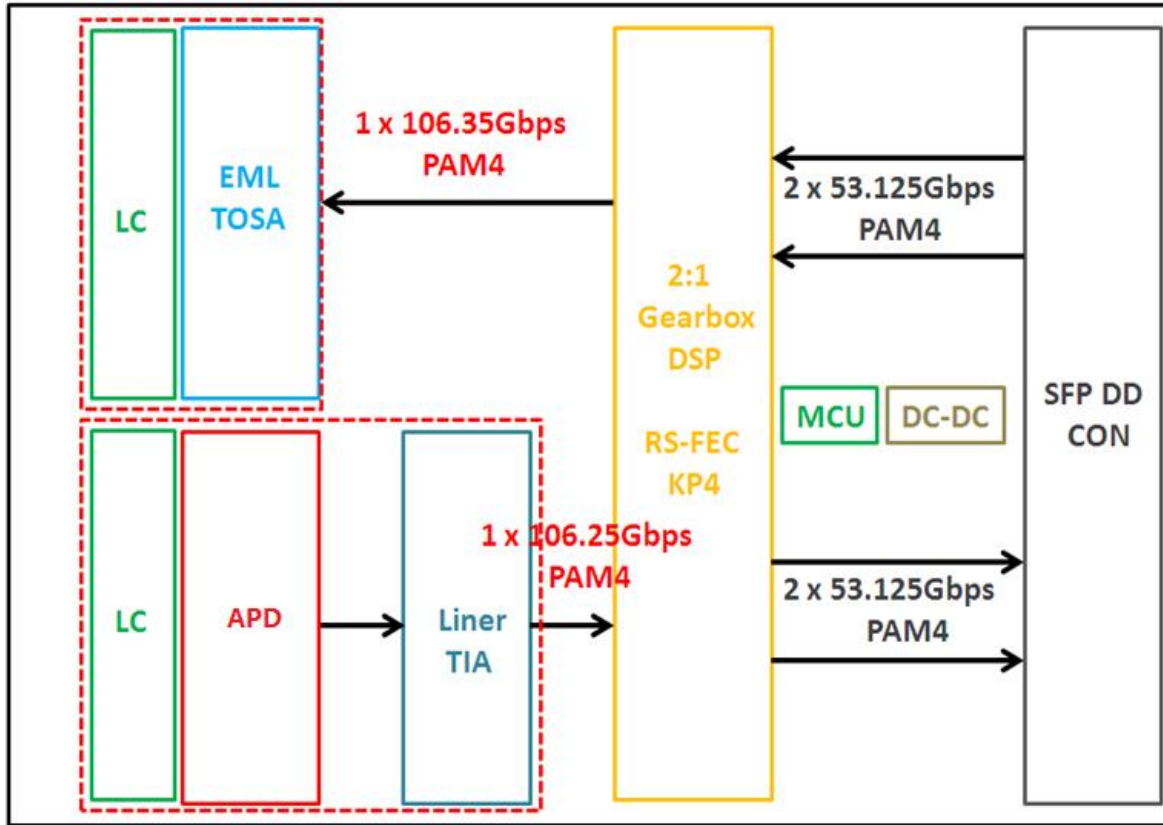 1 x 106.35Gbps
PAM4
LC
EML
TOSA
2 x 53.125Gbps
PAM4
2:1
Gearbox
DSP
RS-FEC
KP4
MCU
DC-DC
SFP DD
CON
1 x 106.25Gbps
PAM4
LC
APD
Liner
TIA
2 x 53.125Gbps
PAM4